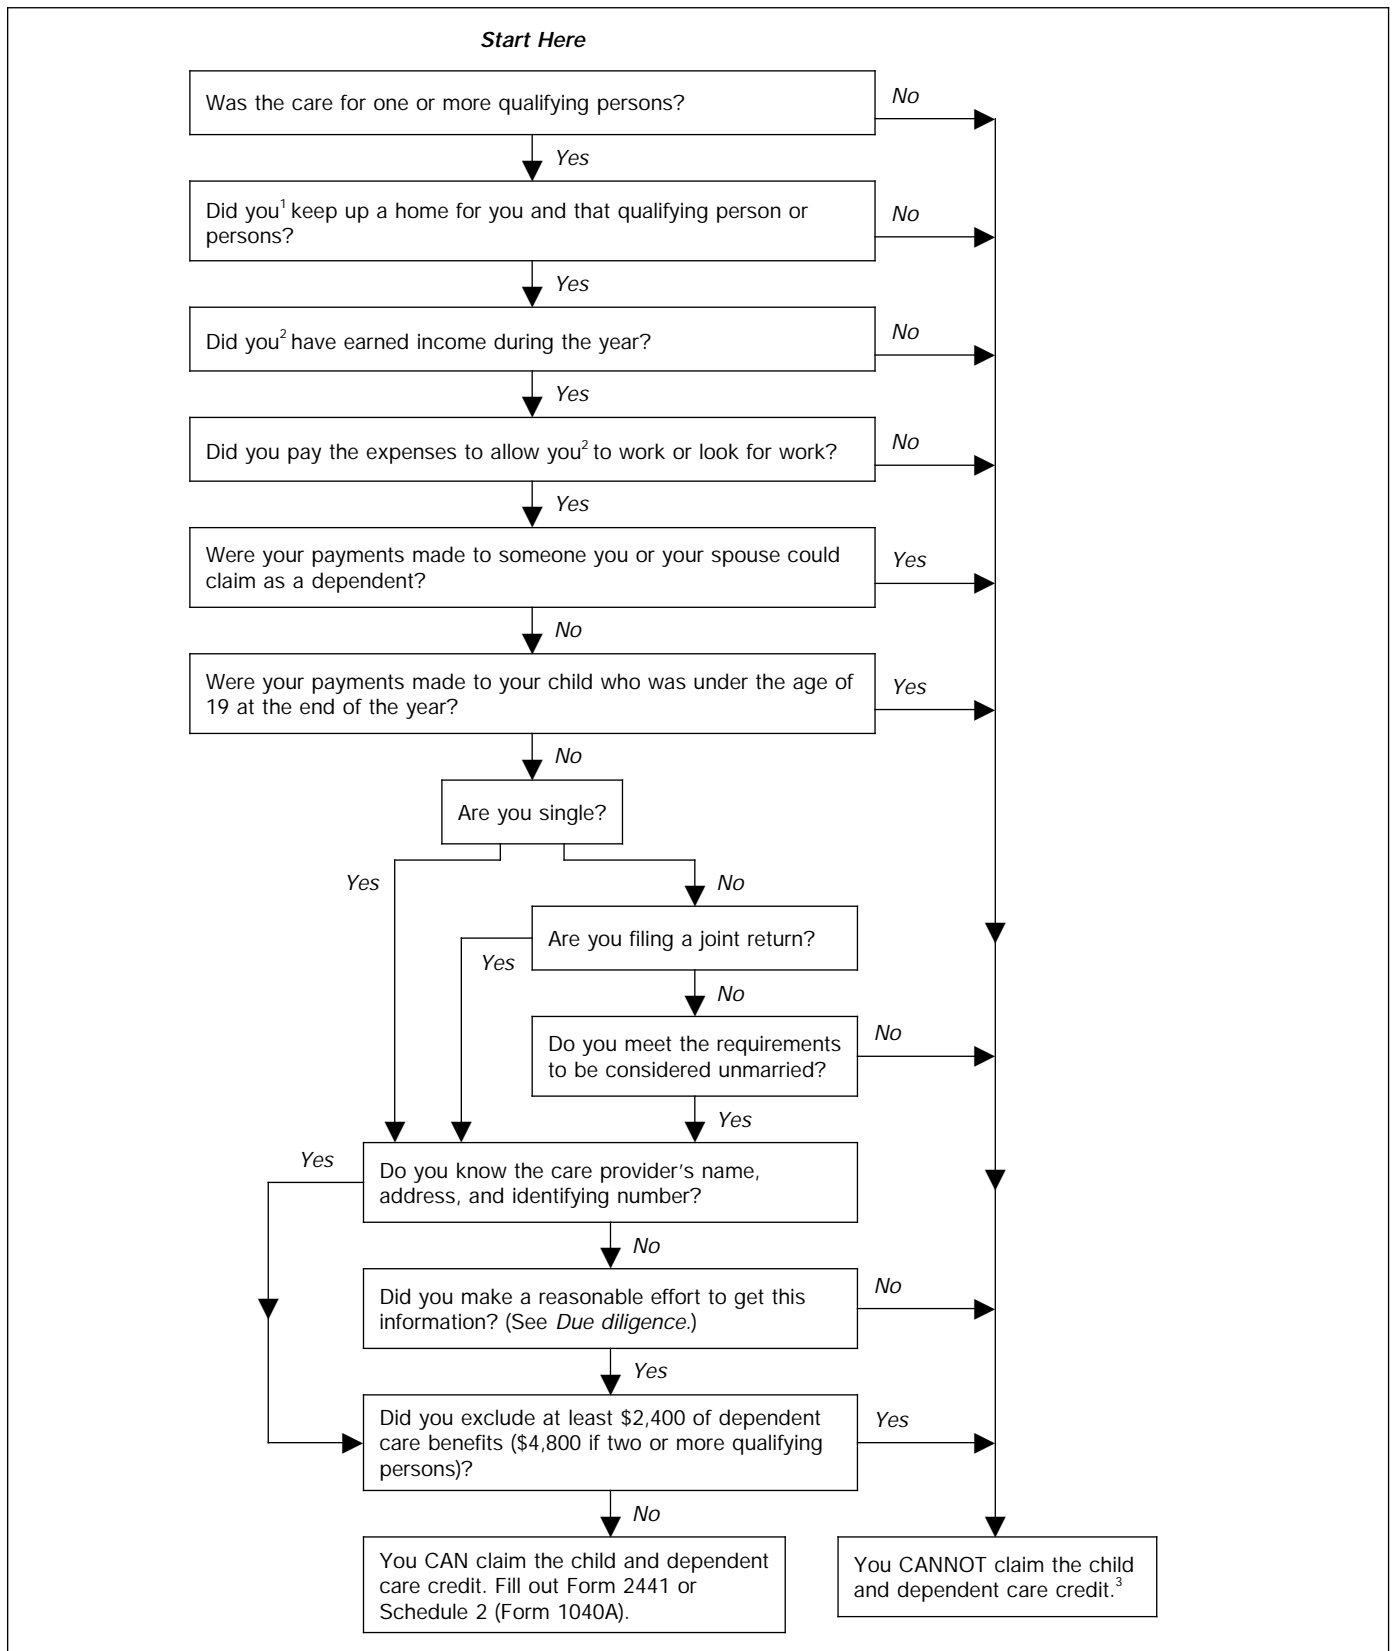 Start Here
Was the care for one or more qualifying persons?
No
Yes
Did you¹ keep up a home for you and that qualifying person or
persons?
No
Yes
Did you² have earned income during the year?
No
Yes
Did you pay the expenses to allow you² to work or look for work?
No
Yes
Were your payments made to someone you or your spouse could
claim as a dependent?
Yes
No
Were your payments made to your child who was under the age of
19 at the end of the year?
Yes
No
Are you single?
Yes
No
Are you filing a joint return?
Yes
No
Do you meet the requirements
to be considered unmarried?
No
Yes
Yes
Do you know the care provider's name,
address, and identifying number?
No
Did you make a reasonable effort to get this
information? (See Due diligence.)
No
Yes
Did you exclude at least $2,400 of dependent
care benefits ($4,800 if two or more qualifying
persons)?
Yes
No
You CAN claim the child and dependent
care credit. Fill out Form 2441 or
Schedule 2 (Form 1040A).
You CANNOT claim the child
and dependent care credit.³